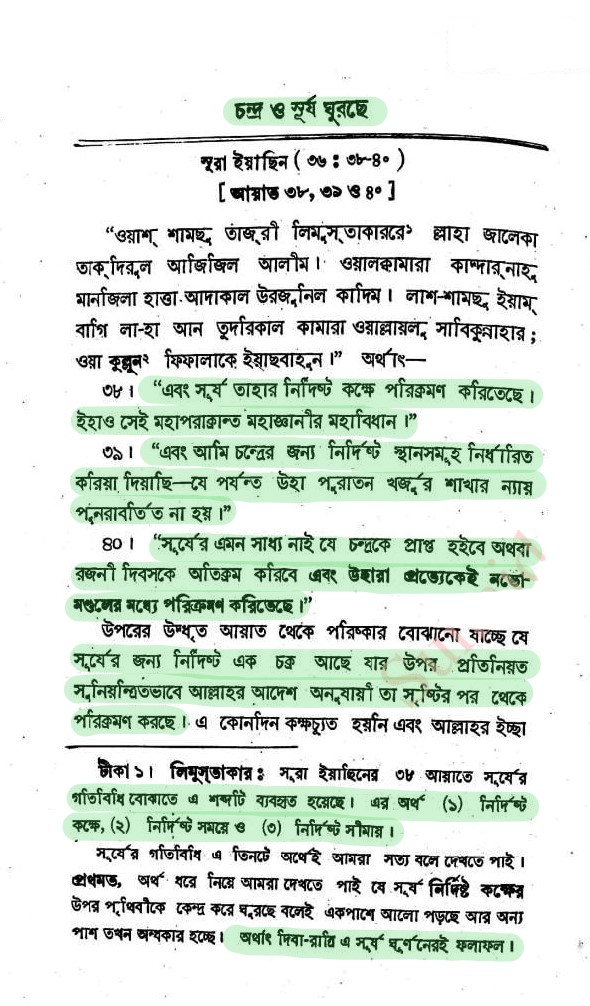 চন্দ্র ও সূর্য ঘুরছে
সূরা ইয়াছিন ( ৩৬ : ৩৮-৪০ )
[ আয়াত ৩৮, ৩৯ ও ৪০ ]
“ওয়াশ্ শামছু তাজ্‌রী লিমুস্‌তাকাররে১ ল্লাহা জালেকা
তাক্‌দিরুল আজিজিল আলীম। ওয়ালকামারা কাদ্দারনাহু
মানাজিলা হাত্তা আদাকাল উরজুনিল কাদিম। লাশ-শামছু ইয়াম্
বাগি লা-হা আন তুদরিকাল কামারা ওয়াল্লায়লু সাবিকুন্নাহার ;
ওয়া কুল্লুন২ ফিফালাকে ইয়াছবাহুন।” অর্থাৎ—
৩৮। “এবং সূর্য তাহার নির্দিষ্ট কক্ষে পরিক্রমণ করিতেছে।
ইহাও সেই মহাপরাক্রান্ত মহাজ্ঞানীর মহাবিধান।”
৩৯। “এবং আমি চন্দ্রের জন্য নির্দিষ্ট স্থানসমূহ নির্ধারিত
করিয়া দিয়াছি—যে পর্যন্ত উহা পুরাতন খর্জুর শাখার ন্যায়
পুনরাবর্তিত না হয়।”
৪০। “সূর্যের এমন সাধ্য নাই যে চন্দ্রকে প্রাপ্ত হইবে অথবা
রজনী দিবসকে অতিক্রম করিবে এবং উহারা প্রত্যেকেই নভো-
মণ্ডলের মধ্যে পরিক্রমণ করিতেছে।”
উপরের উদ্ধৃত আয়াত থেকে পরিষ্কার বোঝানো যাচ্ছে যে
সূর্যের জন্য নির্দিষ্ট এক চক্র আছে যার উপর প্রতিনিয়ত
সুনিয়ন্ত্রিতভাবে আল্লাহর আদেশ অনুযায়ী তা সৃষ্টির পর থেকে
পরিক্রমণ করছে। এ কোনদিন কক্ষচ্যুত হয়নি এবং আল্লাহর ইচ্ছা
টীকা ১। লিমুস্তাকার : সূরা ইয়াছিনের ৩৮ আয়াতে সূর্যের
গতিবিধি বোঝাতে এ শব্দটি ব্যবহৃত হয়েছে। এর অর্থ (১) নির্দিষ্ট
কক্ষে, (২) নির্দিষ্ট সময়ে ও (৩) নির্দিষ্ট সীমায়।
সূর্যের গতিবিধি এ তিনটে অর্থেই আমরা সত্য বলে দেখতে পাই।
প্রথমত, অর্থ ধরে নিয়ে আমরা দেখতে পাই যে সূর্য নির্দিষ্ট কক্ষের
উপর পৃথিবীকে কেন্দ্র করে ঘুরছে বলেই একপাশে আলো পড়ছে আর অন্য
পাশ তখন অন্ধকার হচ্ছে। অর্থাৎ দিবা-রাত্রি এ সূর্য ঘূর্ণনেরই ফলাফল।